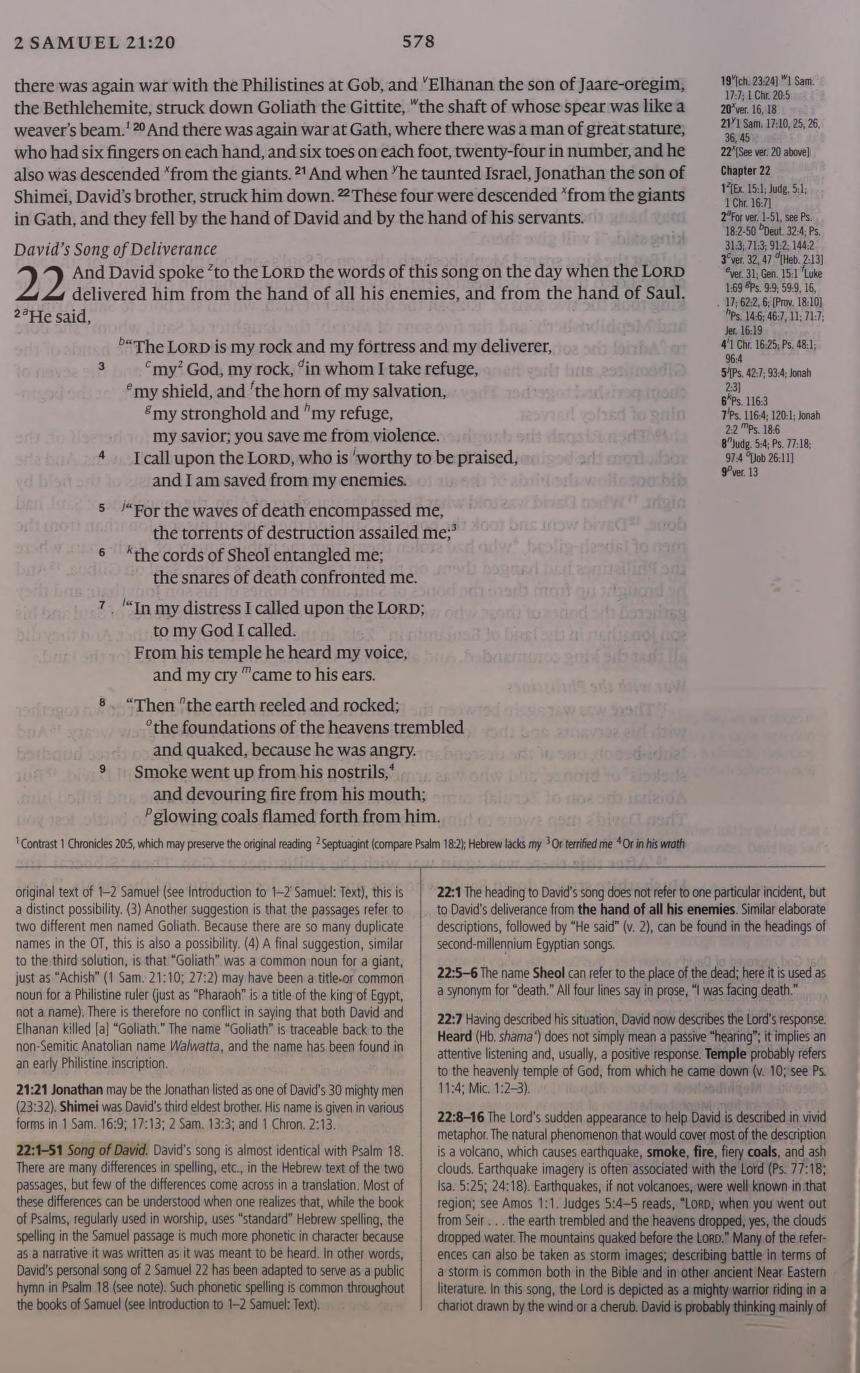 2 SAMUEL 21:20
578
there was again war with the Philistines at Gob, and ᵛElhanan the son of Jaare-oregim,
the Bethlehemite, struck down Goliath the Gittite, ʷthe shaft of whose spear was like a
weaver's beam.¹ ²⁰ And there was again war at Gath, where there was a man of great stature,
who had six fingers on each hand, and six toes on each foot, twenty-four in number, and he
also was descended ˣfrom the giants. ²¹ And when ʸhe taunted Israel, Jonathan the son of
Shimei, David's brother, struck him down. ²² These four were descended ˣfrom the giants
in Gath, and they fell by the hand of David and by the hand of his servants.
David's Song of Deliverance
22 And David spoke ᶻto the LORD the words of this song on the day when the LORD
delivered him from the hand of all his enemies, and from the hand of Saul.
²ᵃHe said,
ᵇ"The LORD is my rock and my fortress and my deliverer,
3 ᶜmy² God, my rock, ᵈin whom I take refuge,
ᵉmy shield, and ᶠthe horn of my salvation,
ᵍmy stronghold and ʰmy refuge,
my savior; you save me from violence.
4 I call upon the LORD, who is ⁱworthy to be praised,
and I am saved from my enemies.
5 ʲ"For the waves of death encompassed me,
the torrents of destruction assailed me;³
6 ᵏthe cords of Sheol entangled me;
the snares of death confronted me.
7 ˡ"In my distress I called upon the LORD;
to my God I called.
From his temple he heard my voice,
and my cry ᵐcame to his ears.
8 "Then ⁿthe earth reeled and rocked;
ᵒthe foundations of the heavens trembled
and quaked, because he was angry.
9 Smoke went up from his nostrils,⁴
and devouring fire from his mouth;
ᵖglowing coals flamed forth from him.
¹ Contrast 1 Chronicles 20:5, which may preserve the original reading ² Septuagint (compare Psalm 18:2); Hebrew lacks my ³ Or terrified me ⁴ Or in his wrath
19ᵛ[ch. 23:24] ʷ1 Sam.
17:7; 1 Chr. 20:5
20ˣver. 16, 18
21ʸ1 Sam. 17:10, 25, 26,
36, 45
22ˣ[See ver. 20 above]
Chapter 22
1ᶻ[Ex. 15:1; Judg. 5:1;
1 Chr. 16:7]
2ᵃFor ver. 1-51, see Ps.
18:2-50 ᵇDeut. 32:4; Ps.
31:3; 71:3; 91:2; 144:2
3ᶜver. 32, 47 ᵈ[Heb. 2:13]
ᵉver. 31; Gen. 15:1 ᶠLuke
1:69 ᵍPs. 9:9; 59:9, 16,
17; 62:2, 6; [Prov. 18:10]
ʰPs. 14:6; 46:7, 11; 71:7;
Jer. 16:19
4ⁱ1 Chr. 16:25; Ps. 48:1;
96:4
5ʲ[Ps. 42:7; 93:4; Jonah
2:3]
6ᵏPs. 116:3
7ˡPs. 116:4; 120:1; Jonah
2:2 ᵐPs. 18:6
8ⁿJudg. 5:4; Ps. 77:18;
97:4 ᵒ[Job 26:11]
9ᵖver. 13
original text of 1–2 Samuel (see Introduction to 1–2 Samuel: Text), this is
a distinct possibility. (3) Another suggestion is that the passages refer to
two different men named Goliath. Because there are so many duplicate
names in the OT, this is also a possibility. (4) A final suggestion, similar
to the third solution, is that "Goliath" was a common noun for a giant,
just as "Achish" (1 Sam. 21:10; 27:2) may have been a title or common
noun for a Philistine ruler (just as "Pharaoh" is a title of the king of Egypt,
not a name). There is therefore no conflict in saying that both David and
Elhanan killed [a] "Goliath." The name "Goliath" is traceable back to the
non-Semitic Anatolian name Walwatta, and the name has been found in
an early Philistine inscription.
21:21 Jonathan may be the Jonathan listed as one of David's 30 mighty men
(23:32). Shimei was David's third eldest brother. His name is given in various
forms in 1 Sam. 16:9; 17:13; 2 Sam. 13:3; and 1 Chron. 2:13.
22:1–51 Song of David. David's song is almost identical with Psalm 18.
There are many differences in spelling, etc., in the Hebrew text of the two
passages, but few of the differences come across in a translation. Most of
these differences can be understood when one realizes that, while the book
of Psalms, regularly used in worship, uses "standard" Hebrew spelling, the
spelling in the Samuel passage is much more phonetic in character because
as a narrative it was written as it was meant to be heard. In other words,
David's personal song of 2 Samuel 22 has been adapted to serve as a public
hymn in Psalm 18 (see note). Such phonetic spelling is common throughout
the books of Samuel (see Introduction to 1–2 Samuel: Text).
22:1 The heading to David's song does not refer to one particular incident, but
to David's deliverance from the hand of all his enemies. Similar elaborate
descriptions, followed by "He said" (v. 2), can be found in the headings of
second-millennium Egyptian songs.
22:5–6 The name Sheol can refer to the place of the dead; here it is used as
a synonym for "death." All four lines say in prose, "I was facing death."
22:7 Having described his situation, David now describes the Lord's response.
Heard (Hb. shama‘) does not simply mean a passive "hearing"; it implies an
attentive listening and, usually, a positive response. Temple probably refers
to the heavenly temple of God, from which he came down (v. 10; see Ps.
11:4; Mic. 1:2–3).
22:8–16 The Lord's sudden appearance to help David is described in vivid
metaphor. The natural phenomenon that would cover most of the description
is a volcano, which causes earthquake, smoke, fire, fiery coals, and ash
clouds. Earthquake imagery is often associated with the Lord (Ps. 77:18;
Isa. 5:25; 24:18). Earthquakes, if not volcanoes, were well known in that
region; see Amos 1:1. Judges 5:4–5 reads, "LORD, when you went out
from Seir . . . the earth trembled and the heavens dropped, yes, the clouds
dropped water. The mountains quaked before the LORD." Many of the refer-
ences can also be taken as storm images; describing battle in terms of
a storm is common both in the Bible and in other ancient Near Eastern
literature. In this song, the Lord is depicted as a mighty warrior riding in a
chariot drawn by the wind or a cherub. David is probably thinking mainly of